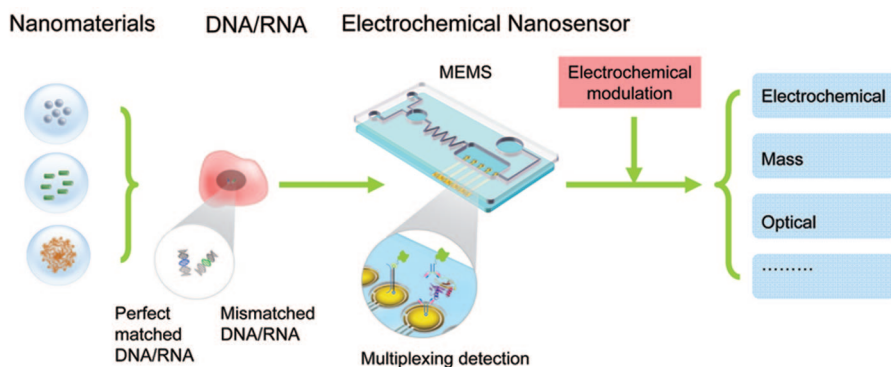 Nanomaterials
DNA/RNA
Electrochemical Nanosensor
MEMS
Electrochemical
modulation
Electrochemical
Mass
Optical
.........
Perfect
matched
DNA/RNA
Mismatched
DNA/RNA
Multiplexing detection